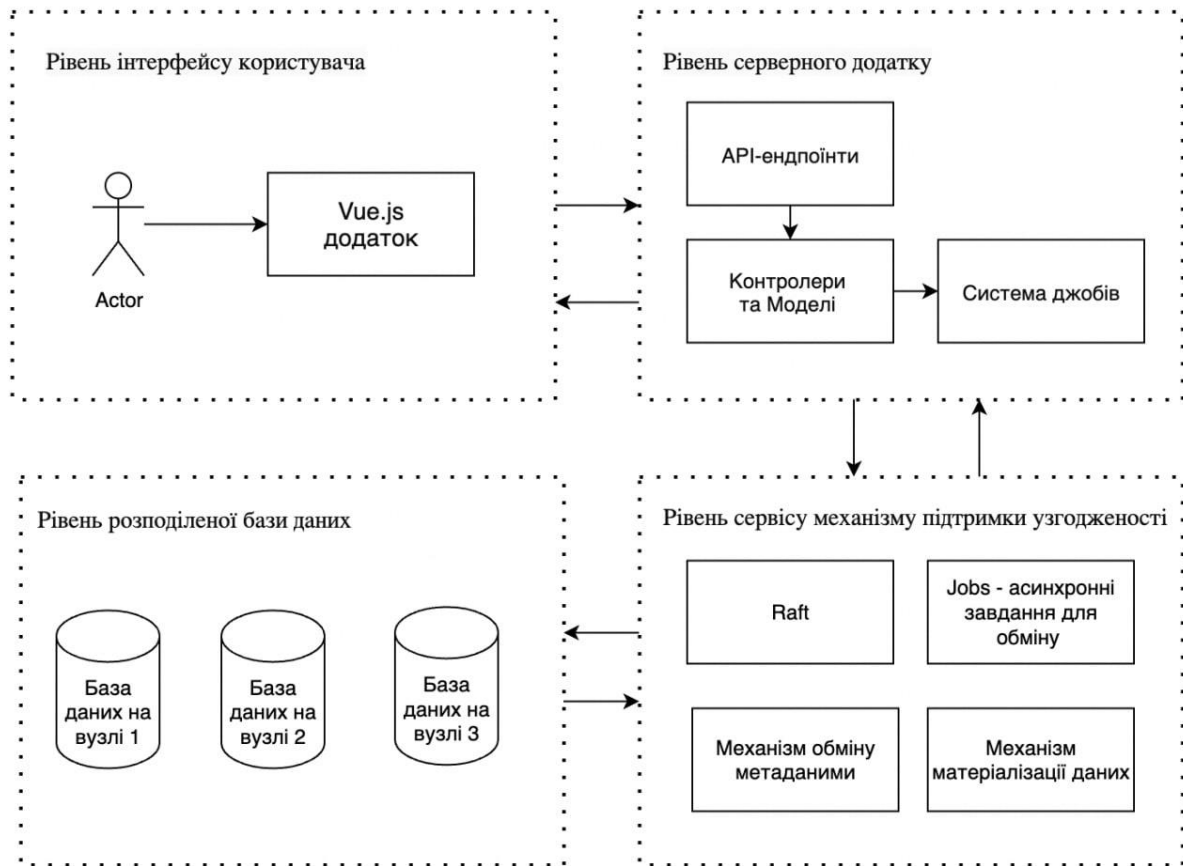 Рівень інтерфейсу користувача
Actor
Vue.js
додаток
Рівень серверного додатку
API-ендпоїнти
Контролери
та Моделі
Система джобів
Рівень розподіленої бази даних
База
даних на
вузлі 1
База
даних на
вузлі 2
База
даних на
вузлі 3
Рівень сервісу механізму підтримки узгодженості
Raft
Jobs - асинхронні
завдання для
обміну
Механізм обміну
метаданими
Механізм
матеріалізації даних